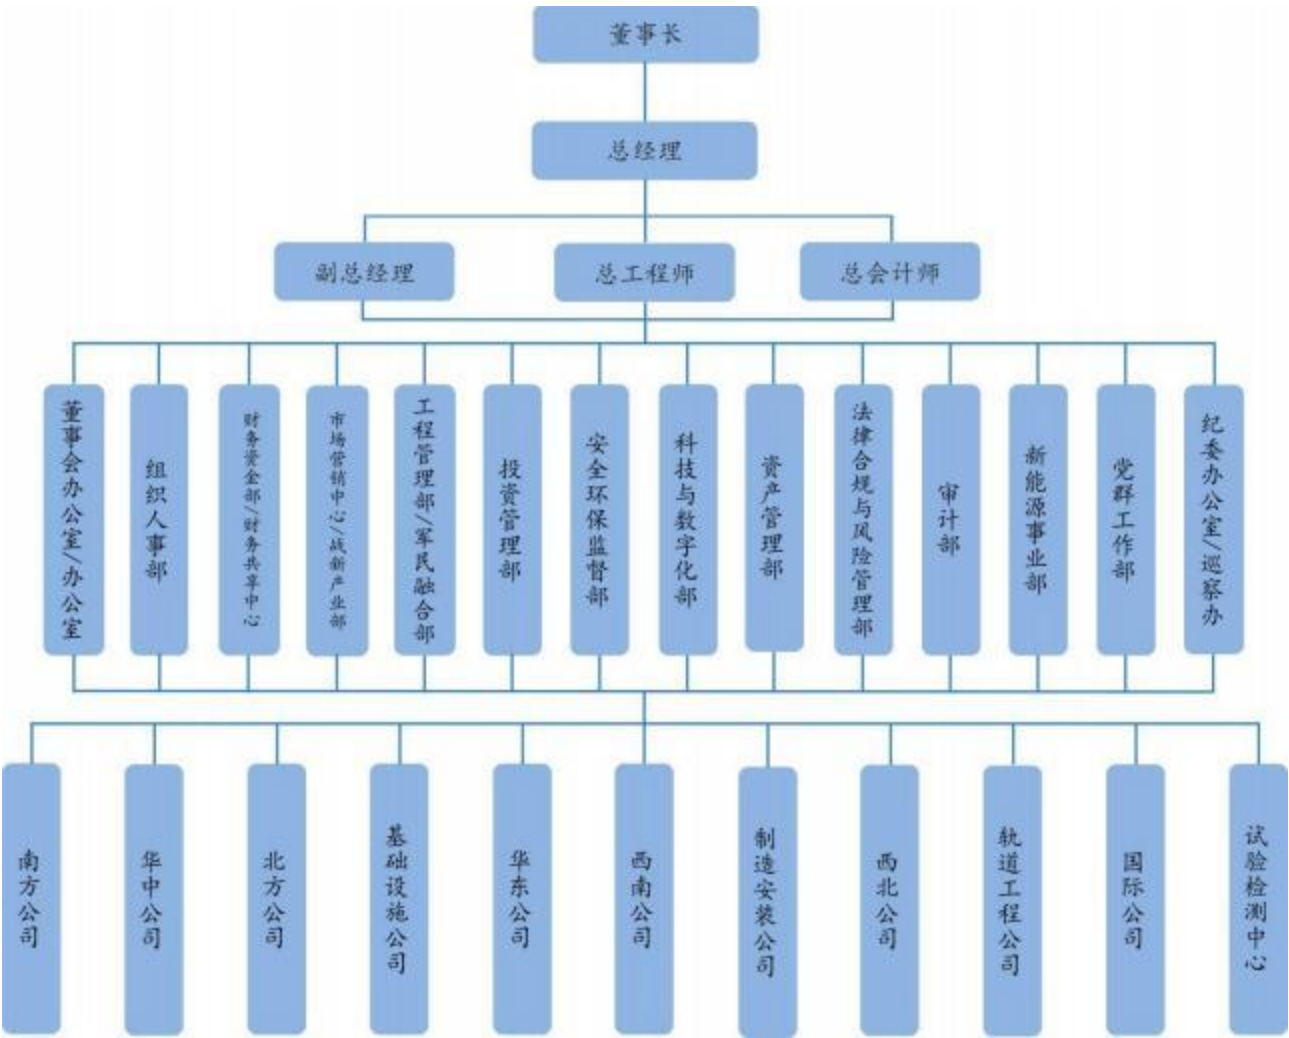 董事长
总经理
副总经理
总工程师
总会计师
董事会办公室/办公室
组织人事部
财务资金部/财务共享中心
市场营销中心/战新产业部
工程管理部/军民融合部
投资管理部
安全环保监督部
科技与数字化部
资产管理部
法律合规与风险管理部
审计部
新能源事业部
党群工作部
纪委办公室/巡察办
南方公司
华中公司
北方公司
基础设施公司
华东公司
西南公司
制造安装公司
西北公司
轨道工程公司
国际公司
试验检测中心